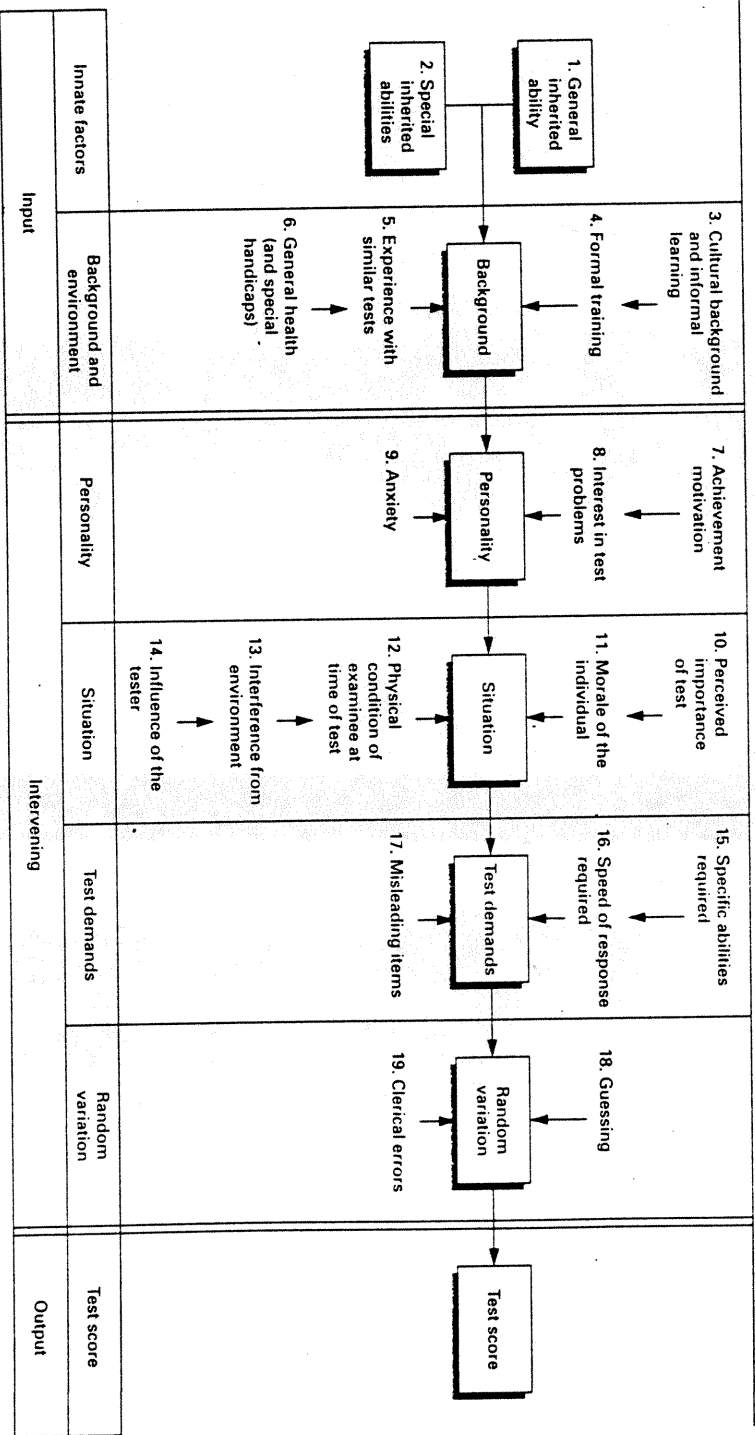 1. General
inherited
ability
2. Special
inherited
abilities
3. Cultural background
and informal
learning
4. Formal training
Background
5. Experience with
similar tests
6. General health
(and special
handicaps)
7. Achievement
motivation
8. Interest in test
problems
Personality
9. Anxiety
10. Perceived
importance
of test
11. Morale of the
individual
Situation
12. Physical
condition of
examinee at
time of test
13. Interference from
environment
14. Influence of the
tester
15. Specific abilities
required
16. Speed of response
required
Test demands
17. Misleading items
18. Guessing
Random
variation
19. Clerical errors
Test score
Innate factors
Background and
environment
Personality
Situation
Test demands
Random
variation
Test score
Input
Intervening
Output